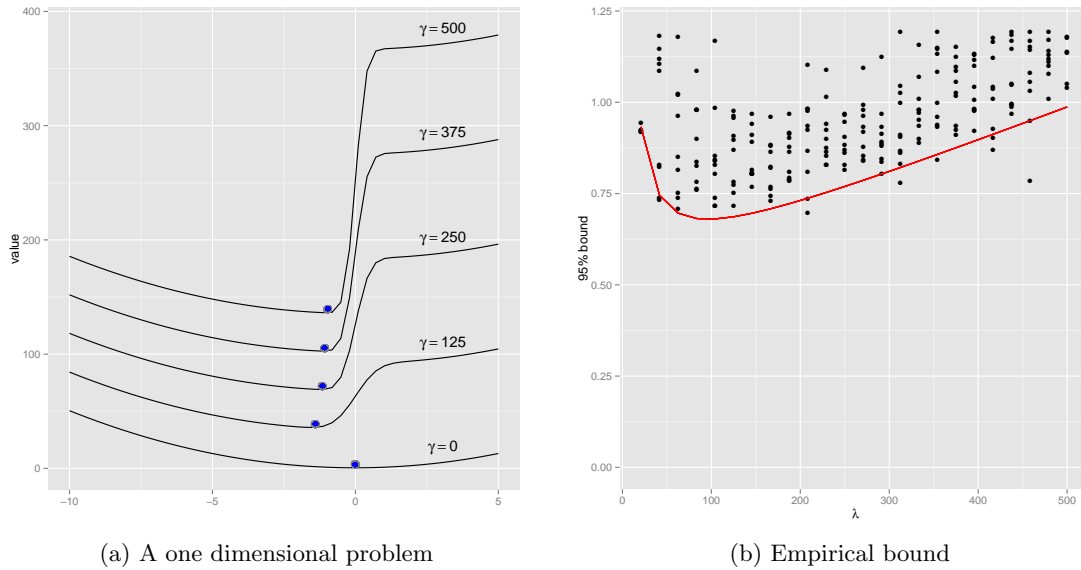 400
300
200
100
0
value
γ = 500
γ = 375
γ = 250
γ = 125
γ = 0
−10
−5
0
5
(a) A one dimensional problem
1.25
1.00
0.75
0.50
0.25
0.00
95% bound
0
100
200
300
400
500
λ
(b) Empirical bound